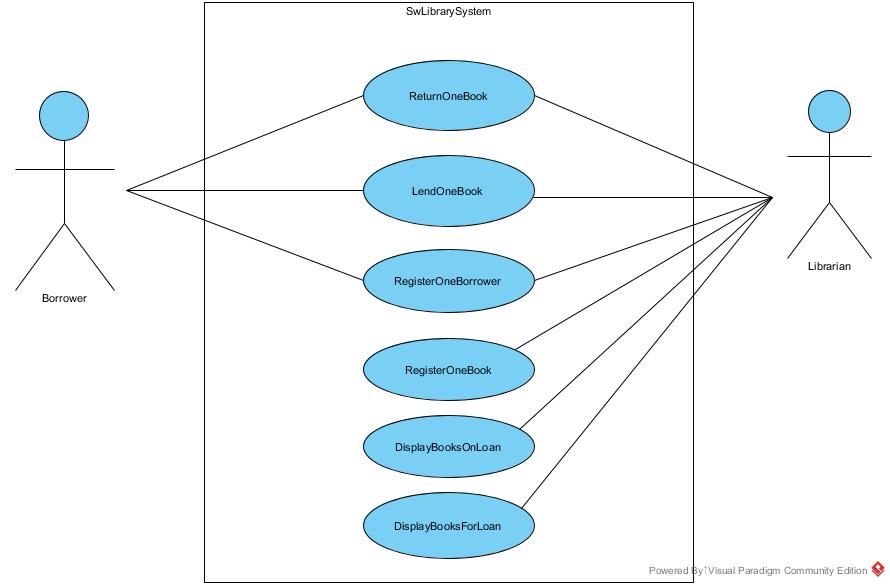 SwLibrarySystem
ReturnOneBook
LendOneBook
RegisterOneBorrower
RegisterOneBook
DisplayBooksOnLoan
DisplayBooksForLoan
Borrower
Librarian
Powered By Visual Paradigm Community Edition